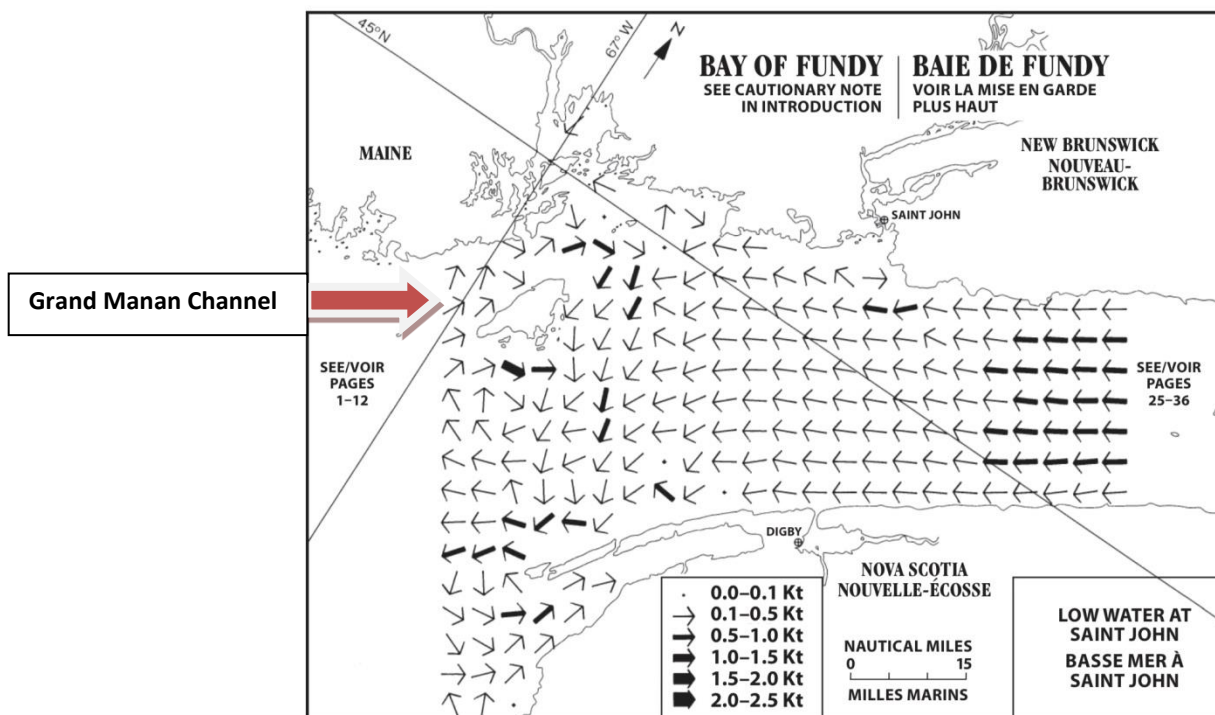 45°N
67°W
N
BAY OF FUNDY
SEE CAUTIONARY NOTE
IN INTRODUCTION
BAIE DE FUNDY
VOIR LA MISE EN GARDE
PLUS HAUT
MAINE
NEW BRUNSWICK
NOUVEAU-
BRUNSWICK
SAINT JOHN
Grand Manan Channel
SEE/VOIR
PAGES
1–12
SEE/VOIR
PAGES
25–36
DIGBY
NOVA SCOTIA
NOUVELLE-ÉCOSSE
0.0–0.1 Kt
0.1–0.5 Kt
0.5–1.0 Kt
1.0–1.5 Kt
1.5–2.0 Kt
2.0–2.5 Kt
NAUTICAL MILES
0 15
MILLES MARINS
LOW WATER AT
SAINT JOHN
BASSE MER À
SAINT JOHN